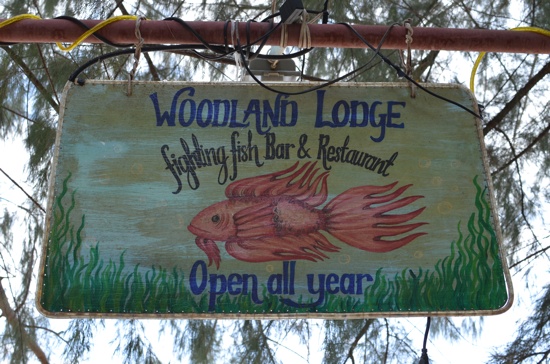 Woodland Lodge
fighting fish Bar & Restaurant
Open all year